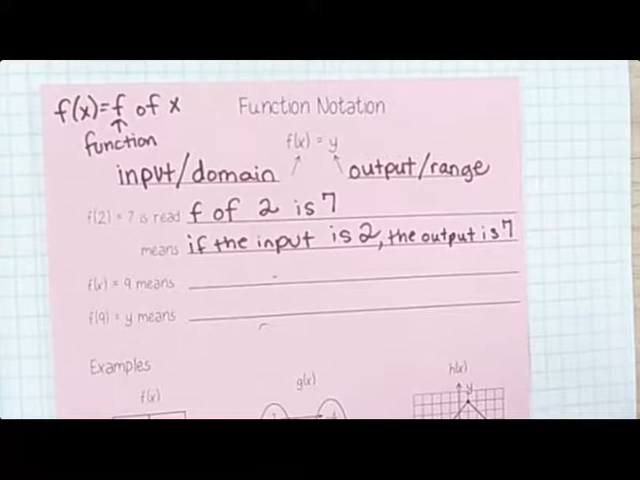 f(x)=f of x
Function Notation
function
f(x) = y
input/domain
output/range
f(2) = 7 is read f of 2 is 7
means if the input is 2, the output is 7
f(x) = 9 means
f(9) = y means
Examples
f(x)
g(x)
h(x)
y